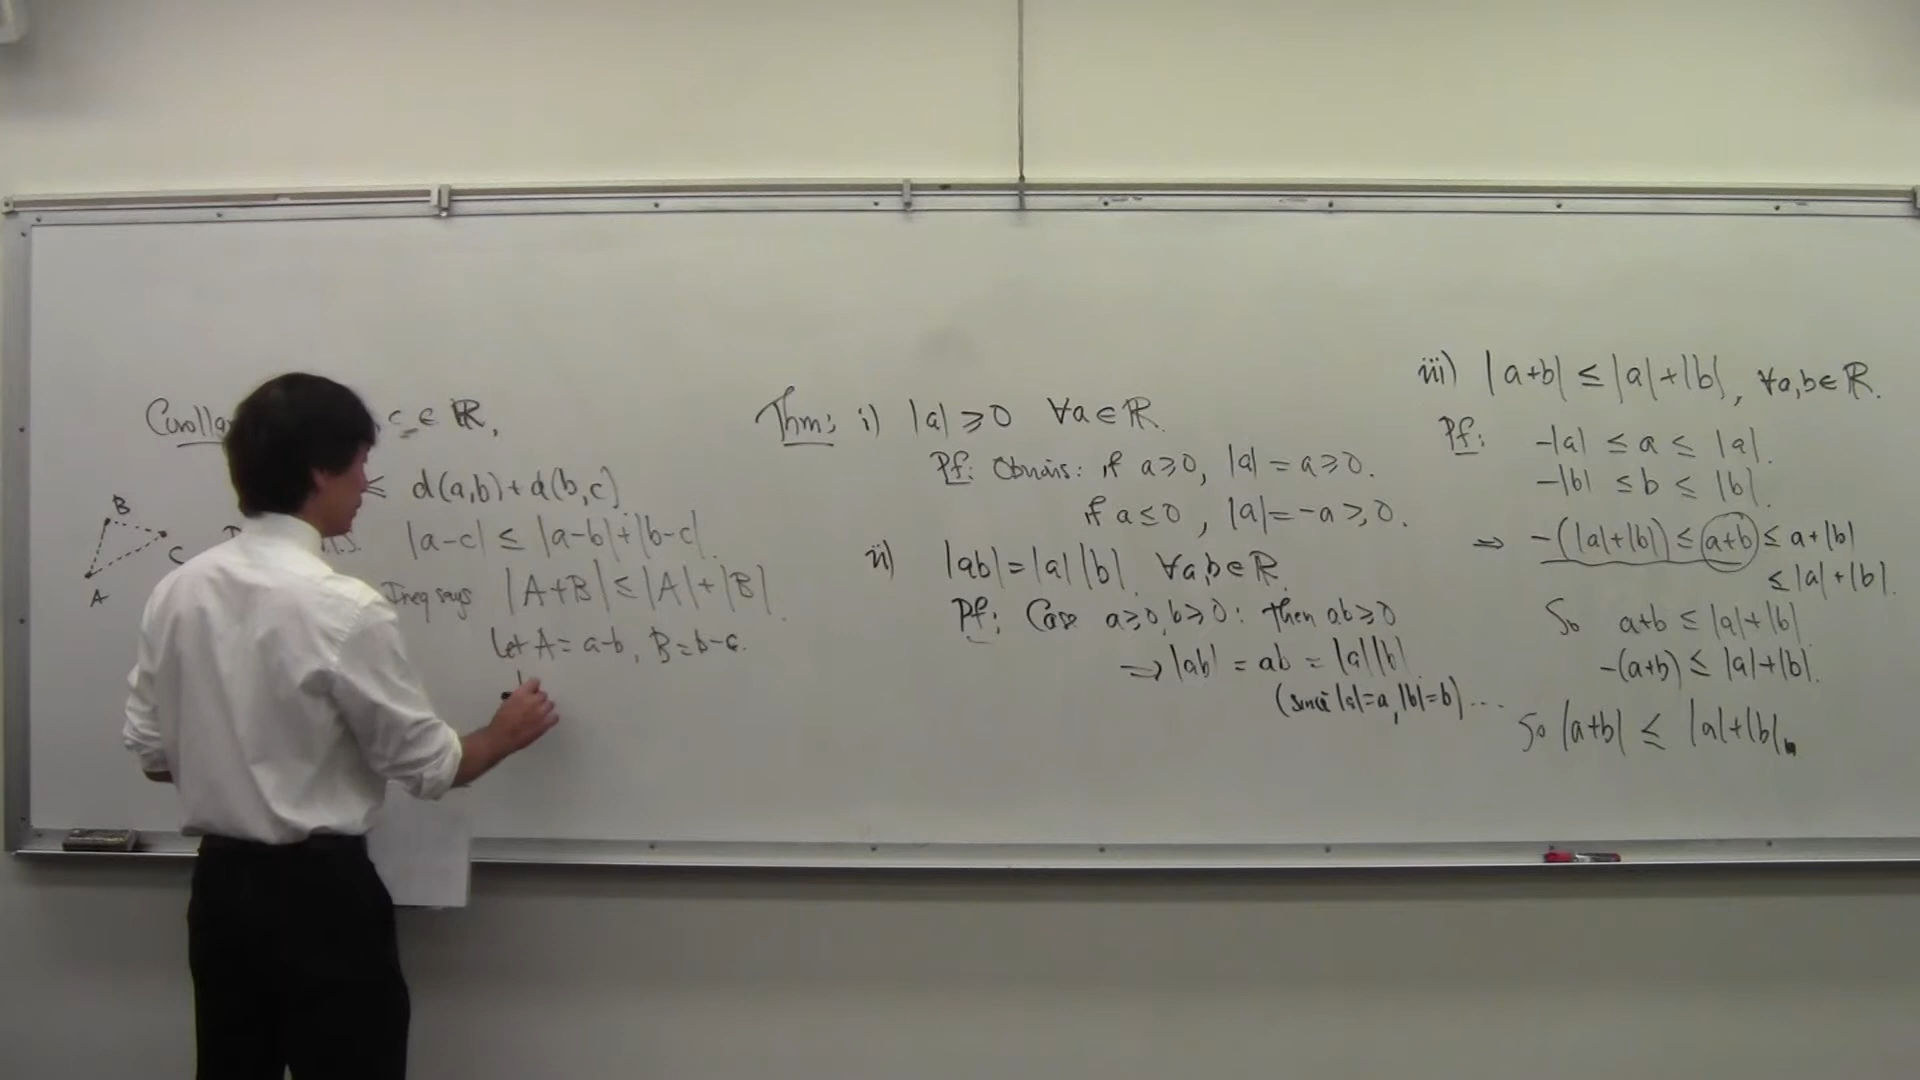 c ∈ ℝ,
≤ d(a,b)+d(b,c)
B
C
A
|a-c| ≤ |a-b|+|b-c|.
Ineq says |A+B| ≤ |A|+|B|.
Let A = a-b, B = b-c.
Thm: i) |a| ≥ 0 ∀a ∈ ℝ.
Pf: Obvious: if a ≥ 0, |a| = a ≥ 0.
if a ≤ 0, |a| = -a ≥ 0.
ii) |ab| = |a||b| ∀a,b ∈ ℝ.
Pf: Case a ≥ 0, b ≥ 0: then ab ≥ 0
⟹ |ab| = ab = |a||b|
(since |a|=a, |b|=b) ...
iii) |a+b| ≤ |a|+|b|, ∀a,b ∈ ℝ.
Pf: -|a| ≤ a ≤ |a|.
-|b| ≤ b ≤ |b|.
⟹ -(|a|+|b|) ≤ a+b ≤ a+|b|
≤ |a|+|b|.
So a+b ≤ |a|+|b|
-(a+b) ≤ |a|+|b|.
So |a+b| ≤ |a|+|b|